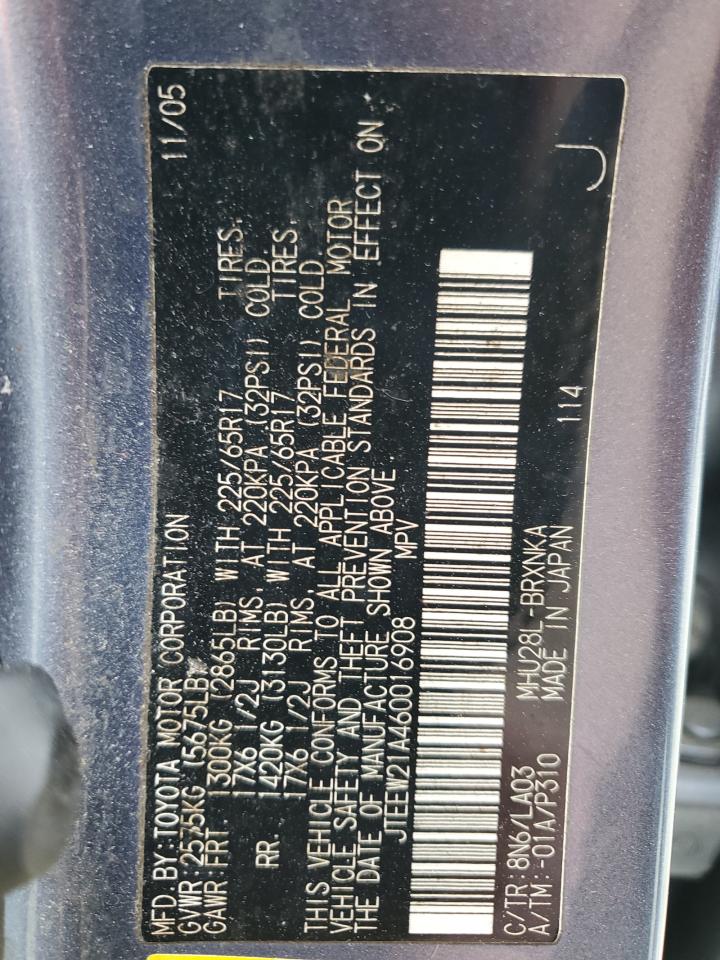 MFD.BY:TOYOTA MOTOR CORPORATION 11/05
GVWR:2575KG (5675LB)
GAWR:FRT. 1300KG (2865LB) WITH 225/65R17 TIRES,
17X6 1/2J RIMS, AT 220KPA (32PSI) COLD
RR. 1420KG (3130LB) WITH 225/65R17 TIRES,
17X6 1/2J RIMS, AT 220KPA (32PSI) COLD
THIS VEHICLE CONFORMS TO ALL APPLICABLE FEDERAL MOTOR
VEHICLE SAFETY AND THEFT PREVENTION STANDARDS IN EFFECT ON
THE DATE OF MANUFACTURE SHOWN ABOVE
JTEEW21A460016908 MPV
C/TR:8N6/LA03 MHU28L-BRXNKA 114 J
A/TM:-01A/P310 MADE IN JAPAN